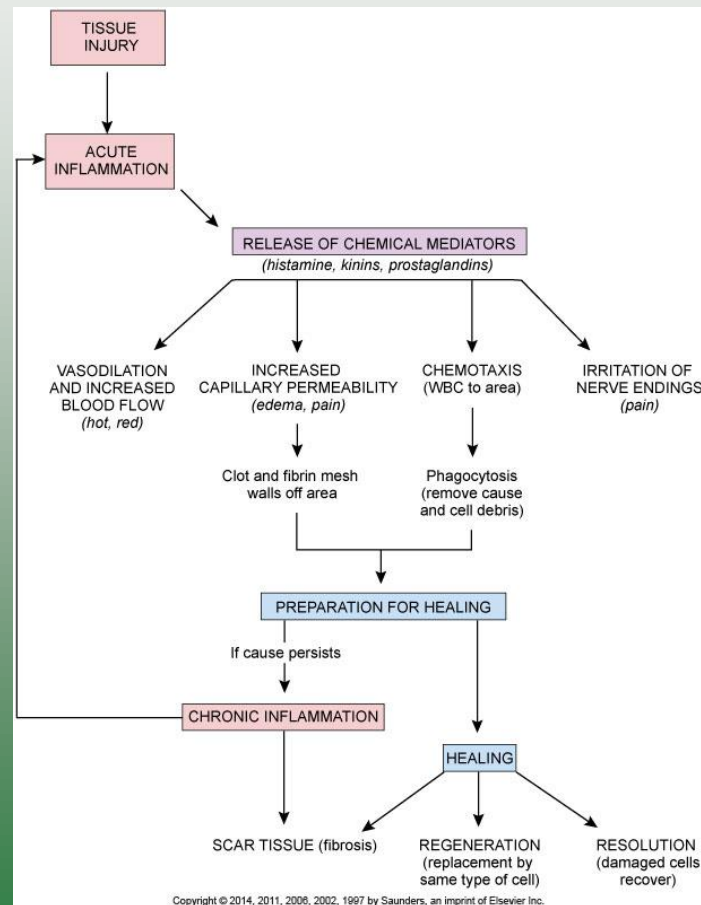 TISSUE
INJURY
ACUTE
INFLAMMATION
RELEASE OF CHEMICAL MEDIATORS
(histamine, kinins, prostaglandins)
VASODILATION
AND INCREASED
BLOOD FLOW
(hot, red)
INCREASED
CAPILLARY PERMEABILITY
(edema, pain)
CHEMOTAXIS
(WBC to area)
IRRITATION OF
NERVE ENDINGS
(pain)
Clot and fibrin mesh
walls off area
Phagocytosis
(remove cause
and cell debris)
PREPARATION FOR HEALING
If cause persists
CHRONIC INFLAMMATION
HEALING
SCAR TISSUE (fibrosis)
REGENERATION
(replacement by
same type of cell)
RESOLUTION
(damaged cells
recover)
Copyright © 2014, 2011, 2006, 2002, 1997 by Saunders, an imprint of Elsevier Inc.